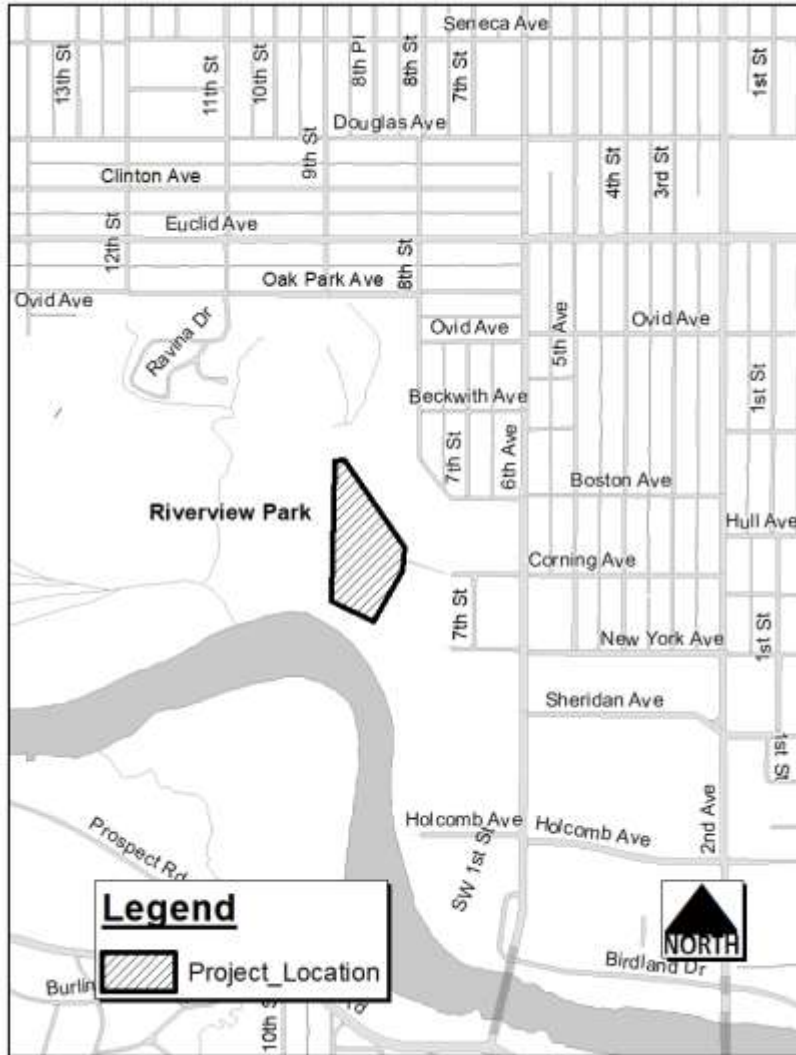 Seneca Ave
13th St
11th St
10th St
8th Pl
8th St
7th St
1st St
Douglas Ave
9th St
4th St
3rd St
Clinton Ave
Euclid Ave
12th St
8th St
Oak Park Ave
Ovid Ave
Ravina Dr
Ovid Ave
5th Ave
Ovid Ave
1st St
Beckwith Ave
7th St
6th Ave
Boston Ave
Riverview Park
Hull Ave
Corning Ave
7th St
New York Ave
1st St
Sheridan Ave
1st St
Holcomb Ave
Holcomb Ave
2nd Ave
Prospect Rd
SW 1st St
Legend
Project_Location
NORTH
Birdland Dr
Burlin
10th S
rd